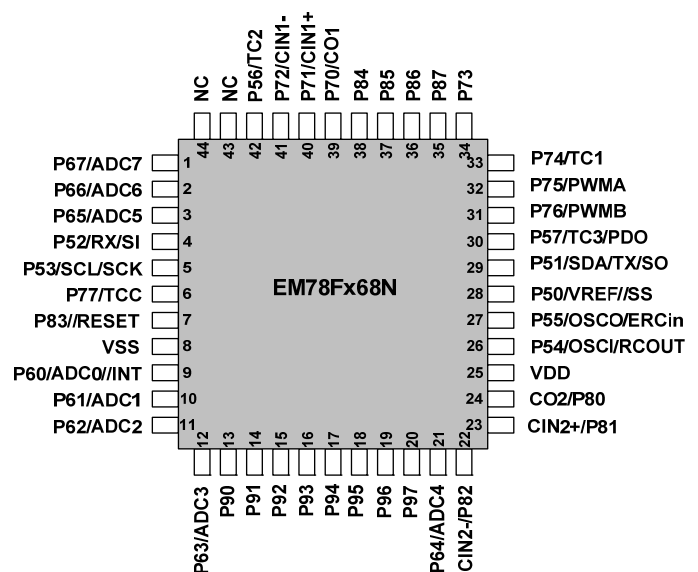 NC
NC
P56/TC2
P72/CIN1-
P71/CIN1+
P70/CO1
P84
P85
P86
P87
P73
44
43
42
41
40
39
38
37
36
35
34
P67/ADC7 1
P66/ADC6 2
P65/ADC5 3
P52/RX/SI 4
P53/SCL/SCK 5
P77/TCC 6
P83//RESET 7
VSS 8
P60/ADC0//INT 9
P61/ADC1 10
P62/ADC2 11
EM78Fx68N
33 P74/TC1
32 P75/PWMA
31 P76/PWMB
30 P57/TC3/PDO
29 P51/SDA/TX/SO
28 P50/VREF//SS
27 P55/OSCO/ERCin
26 P54/OSCI/RCOUT
25 VDD
24 CO2/P80
23 CIN2+/P81
12
13
14
15
16
17
18
19
20
21
22
P63/ADC3
P90
P91
P92
P93
P94
P95
P96
P97
P64/ADC4
CIN2-/P82